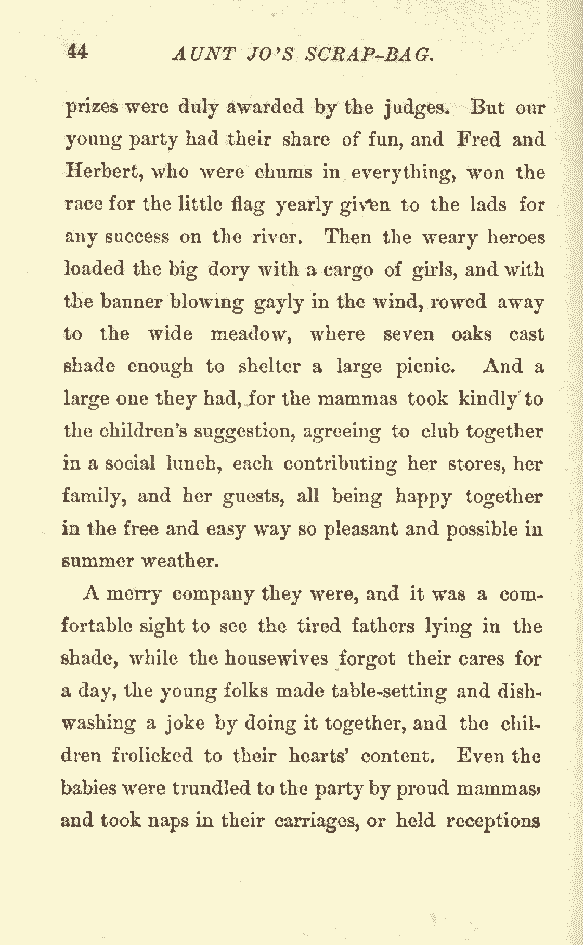 44 AUNT JO'S SCRAP-BAG.
prizes were duly awarded by the judges. But our
young party had their share of fun, and Fred and
Herbert, who were chums in everything, won the
race for the little flag yearly given to the lads for
any success on the river. Then the weary heroes
loaded the big dory with a cargo of girls, and with
the banner blowing gayly in the wind, rowed away
to the wide meadow, where seven oaks cast
shade enough to shelter a large picnic. And a
large one they had, for the mammas took kindly to
the children's suggestion, agreeing to club together
in a social lunch, each contributing her stores, her
family, and her guests, all being happy together
in the free and easy way so pleasant and possible in
summer weather.
A merry company they were, and it was a com-
fortable sight to see the tired fathers lying in the
shade, while the housewives forgot their cares for
a day, the young folks made table-setting and dish-
washing a joke by doing it together, and the chil-
dren frolicked to their hearts' content. Even the
babies were trundled to the party by proud mammas,
and took naps in their carriages, or held receptions